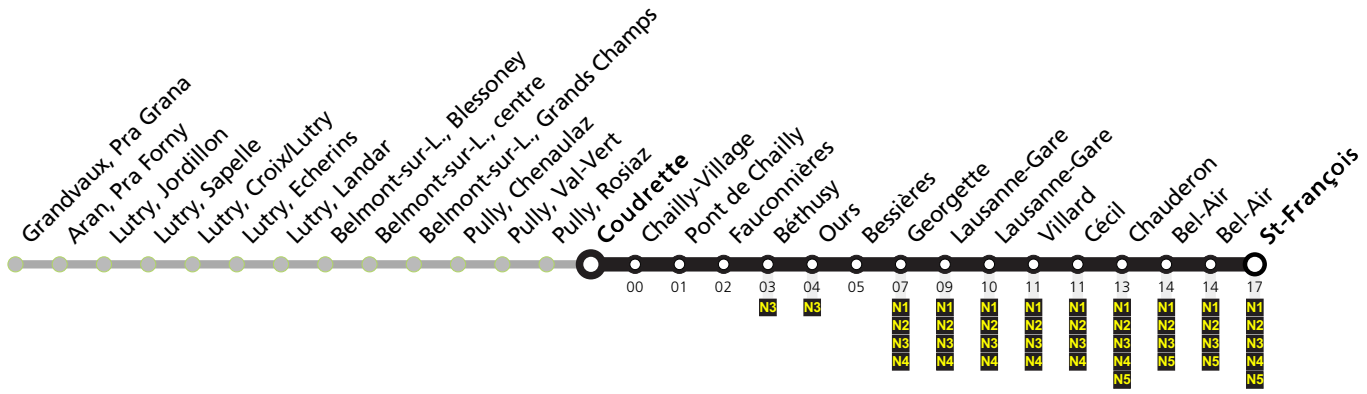 Grandvaux, Pra Grana
Aran, Pra Forny
Lutry, Jordillon
Lutry, Sapelle
Lutry, Croix/Lutry
Lutry, Echerins
Lutry, Landar
Belmont-sur-L., Blessoney
Belmont-sur-L., centre
Belmont-sur-L., Grands Champs
Pully, Chenaulaz
Pully, Val-Vert
Pully, Rosiaz
Coudrette
Chailly-Village
Pont de Chailly
Fauconnières
Béthusy
Ours
Bessières
Georgette
Lausanne-Gare
Lausanne-Gare
Villard
Cécil
Chauderon
Bel-Air
Bel-Air
St-François
00 01 02 03 04 05 07 09 10 11 11 13 14 14 17
N3 N3 N1 N1 N1 N1 N1 N1 N1 N1 N1
N2 N2 N2 N2 N2 N2 N2 N2 N2
N3 N3 N3 N3 N3 N3 N3 N3 N3
N4 N4 N4 N4 N4 N4 N5 N5 N4
N5 N5